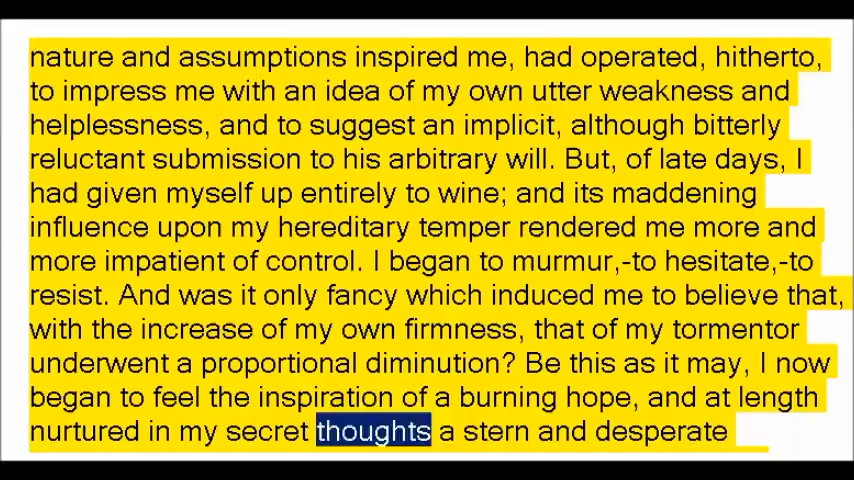 nature and assumptions inspired me, had operated, hitherto,
to impress me with an idea of my own utter weakness and
helplessness, and to suggest an implicit, although bitterly
reluctant submission to his arbitrary will. But, of late days, I
had given myself up entirely to wine; and its maddening
influence upon my hereditary temper rendered me more and
more impatient of control. I began to murmur,-to hesitate,-to
resist. And was it only fancy which induced me to believe that,
with the increase of my own firmness, that of my tormentor
underwent a proportional diminution? Be this as it may, I now
began to feel the inspiration of a burning hope, and at length
nurtured in my secret thoughts a stern and desperate